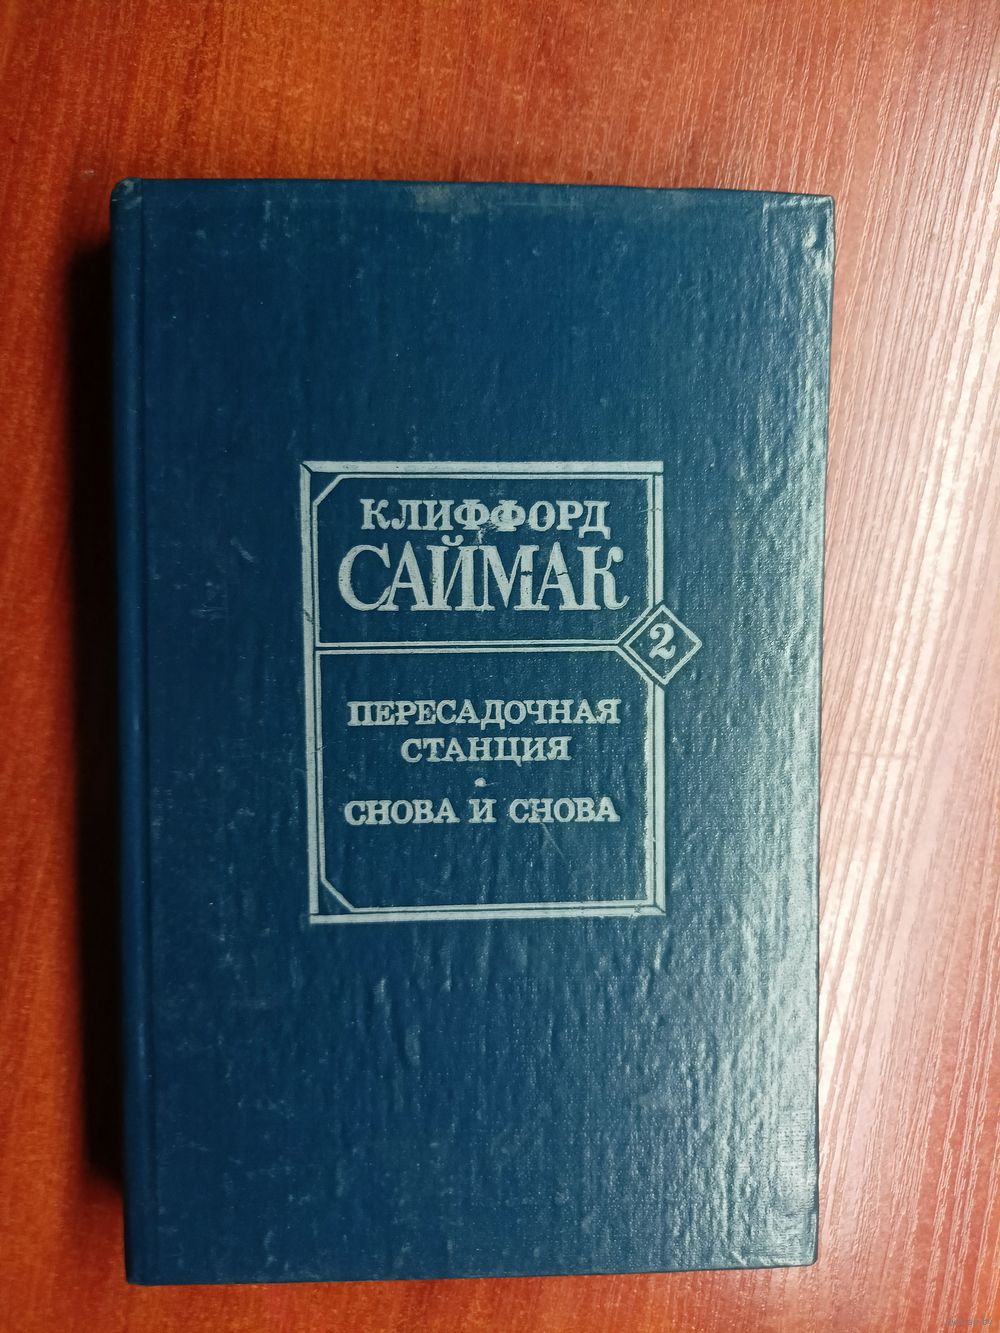 КЛИФФОРД
САЙМАК
2
ПЕРЕСАДОЧНАЯ
СТАНЦИЯ
СНОВА И СНОВА